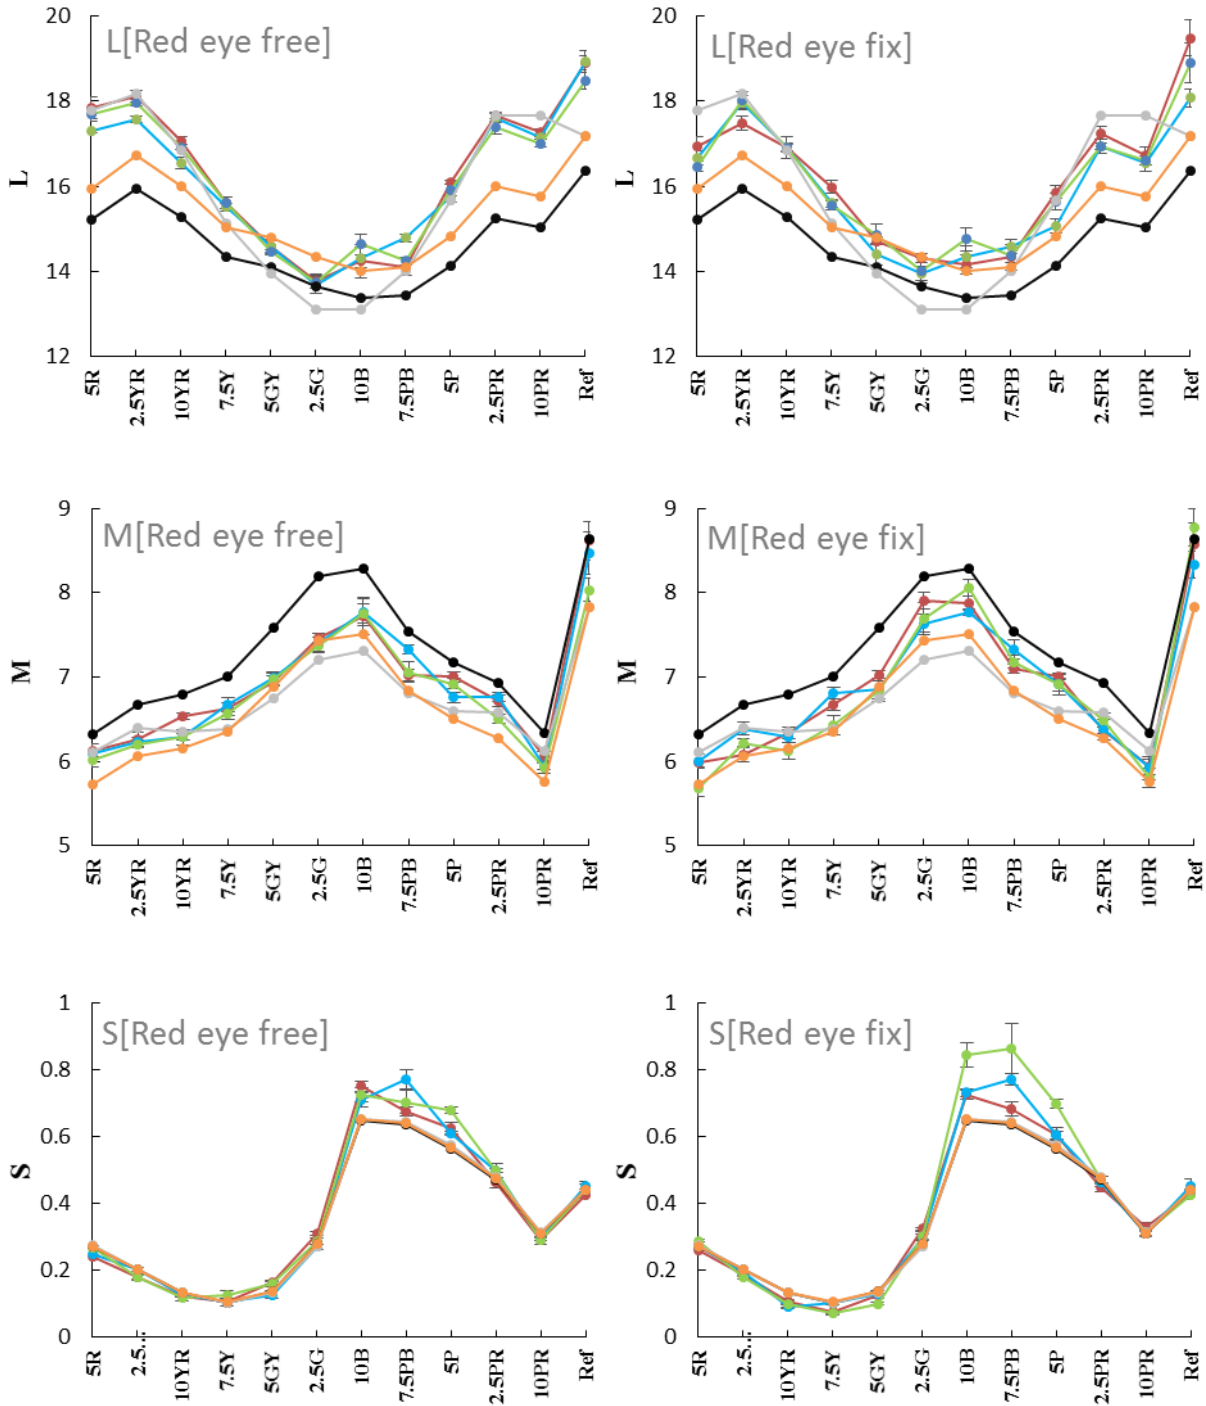 L[Red eye free]
L
20
18
16
14
12
5R
2.5YR
10YR
7.5Y
5GY
2.5G
10B
7.5PB
5P
2.5PR
10PR
Ref
L[Red eye fix]
L
20
18
16
14
12
5R
2.5YR
10YR
7.5Y
5GY
2.5G
10B
7.5PB
5P
2.5PR
10PR
Ref
M[Red eye free]
M
9
8
7
6
5
5R
2.5YR
10YR
7.5Y
5GY
2.5G
10B
7.5PB
5P
2.5PR
10PR
Ref
M[Red eye fix]
M
9
8
7
6
5
5R
2.5YR
10YR
7.5Y
5GY
2.5G
10B
7.5PB
5P
2.5PR
10PR
Ref
S[Red eye free]
S
1
0.8
0.6
0.4
0.2
0
5R
2.5...
10YR
7.5Y
5GY
2.5G
10B
7.5PB
5P
2.5PR
10PR
Ref
S[Red eye fix]
S
1
0.8
0.6
0.4
0.2
0
5R
2.5...
10YR
7.5Y
5GY
2.5G
10B
7.5PB
5P
2.5PR
10PR
Ref